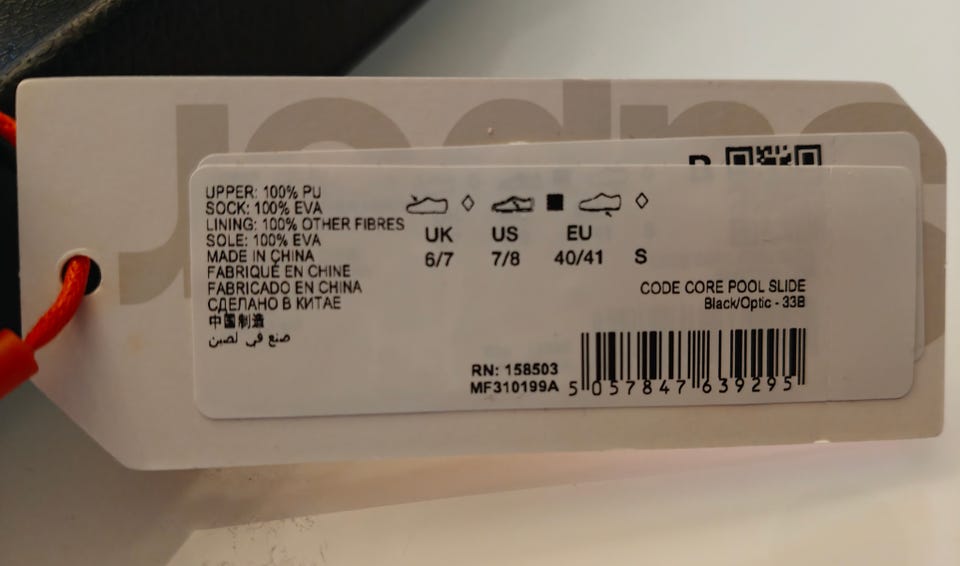 UPPER: 100% PU
SOCK: 100% EVA
LINING: 100% OTHER FIBRES
SOLE: 100% EVA
MADE IN CHINA
FABRIQUÉ EN CHINE
FABRICADO EN CHINA
СДЕЛАНО В КИТАЕ
中国制造
صنع في لصين
UK US EU
6/7 7/8 40/41 S
CODE CORE POOL SLIDE
Black/Optic - 33B
RN: 158503
MF310199A
5 057847 639295